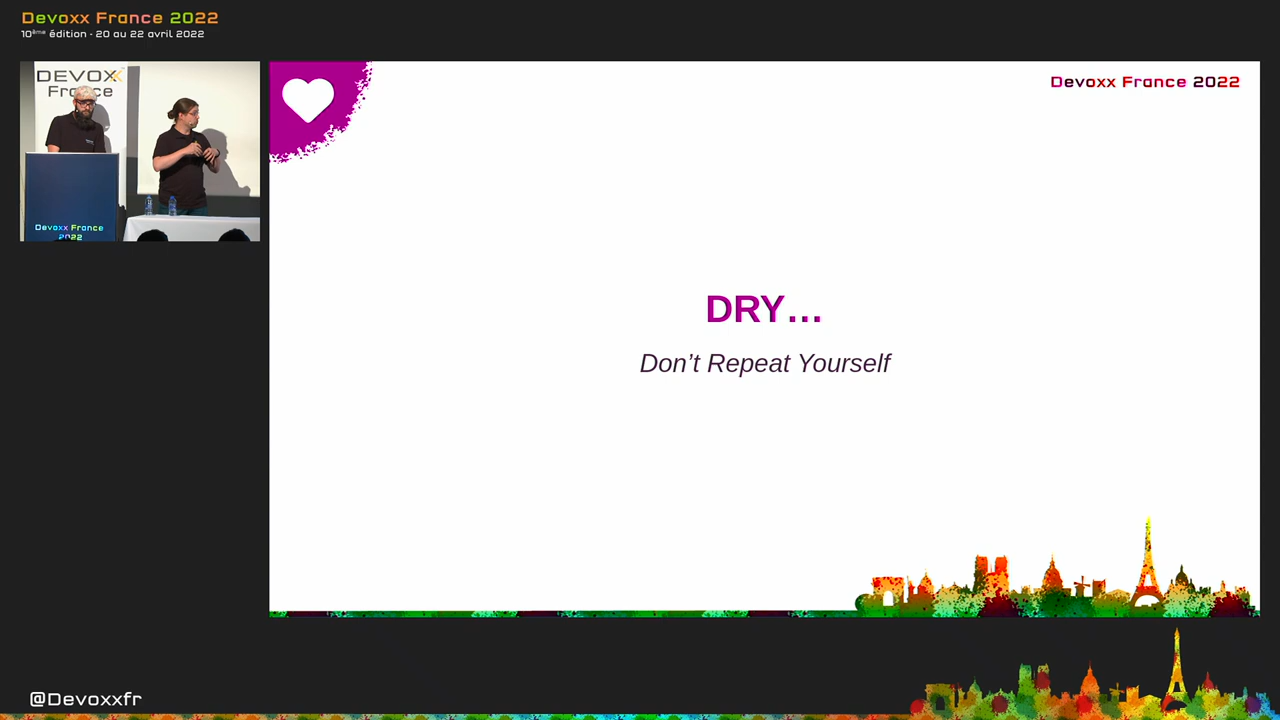 Devoxx France 2022
10ème édition - 20 au 22 avril 2022
DEVOXX
France
Devoxx France
2022
Devoxx France 2022
DRY…
Don’t Repeat Yourself
@Devoxxfr